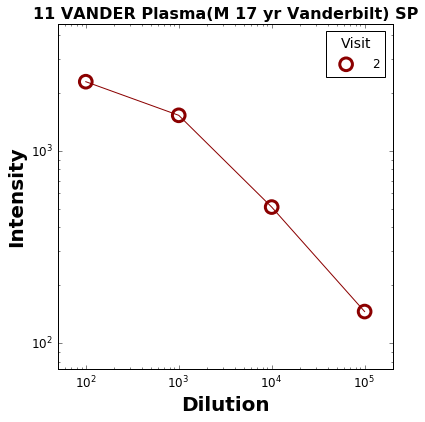 11 VANDER Plasma(M 17 yr Vanderbilt) SP
Visit
2
Intensity
10³
10²
10² 10³ 10⁴ 10⁵
Dilution